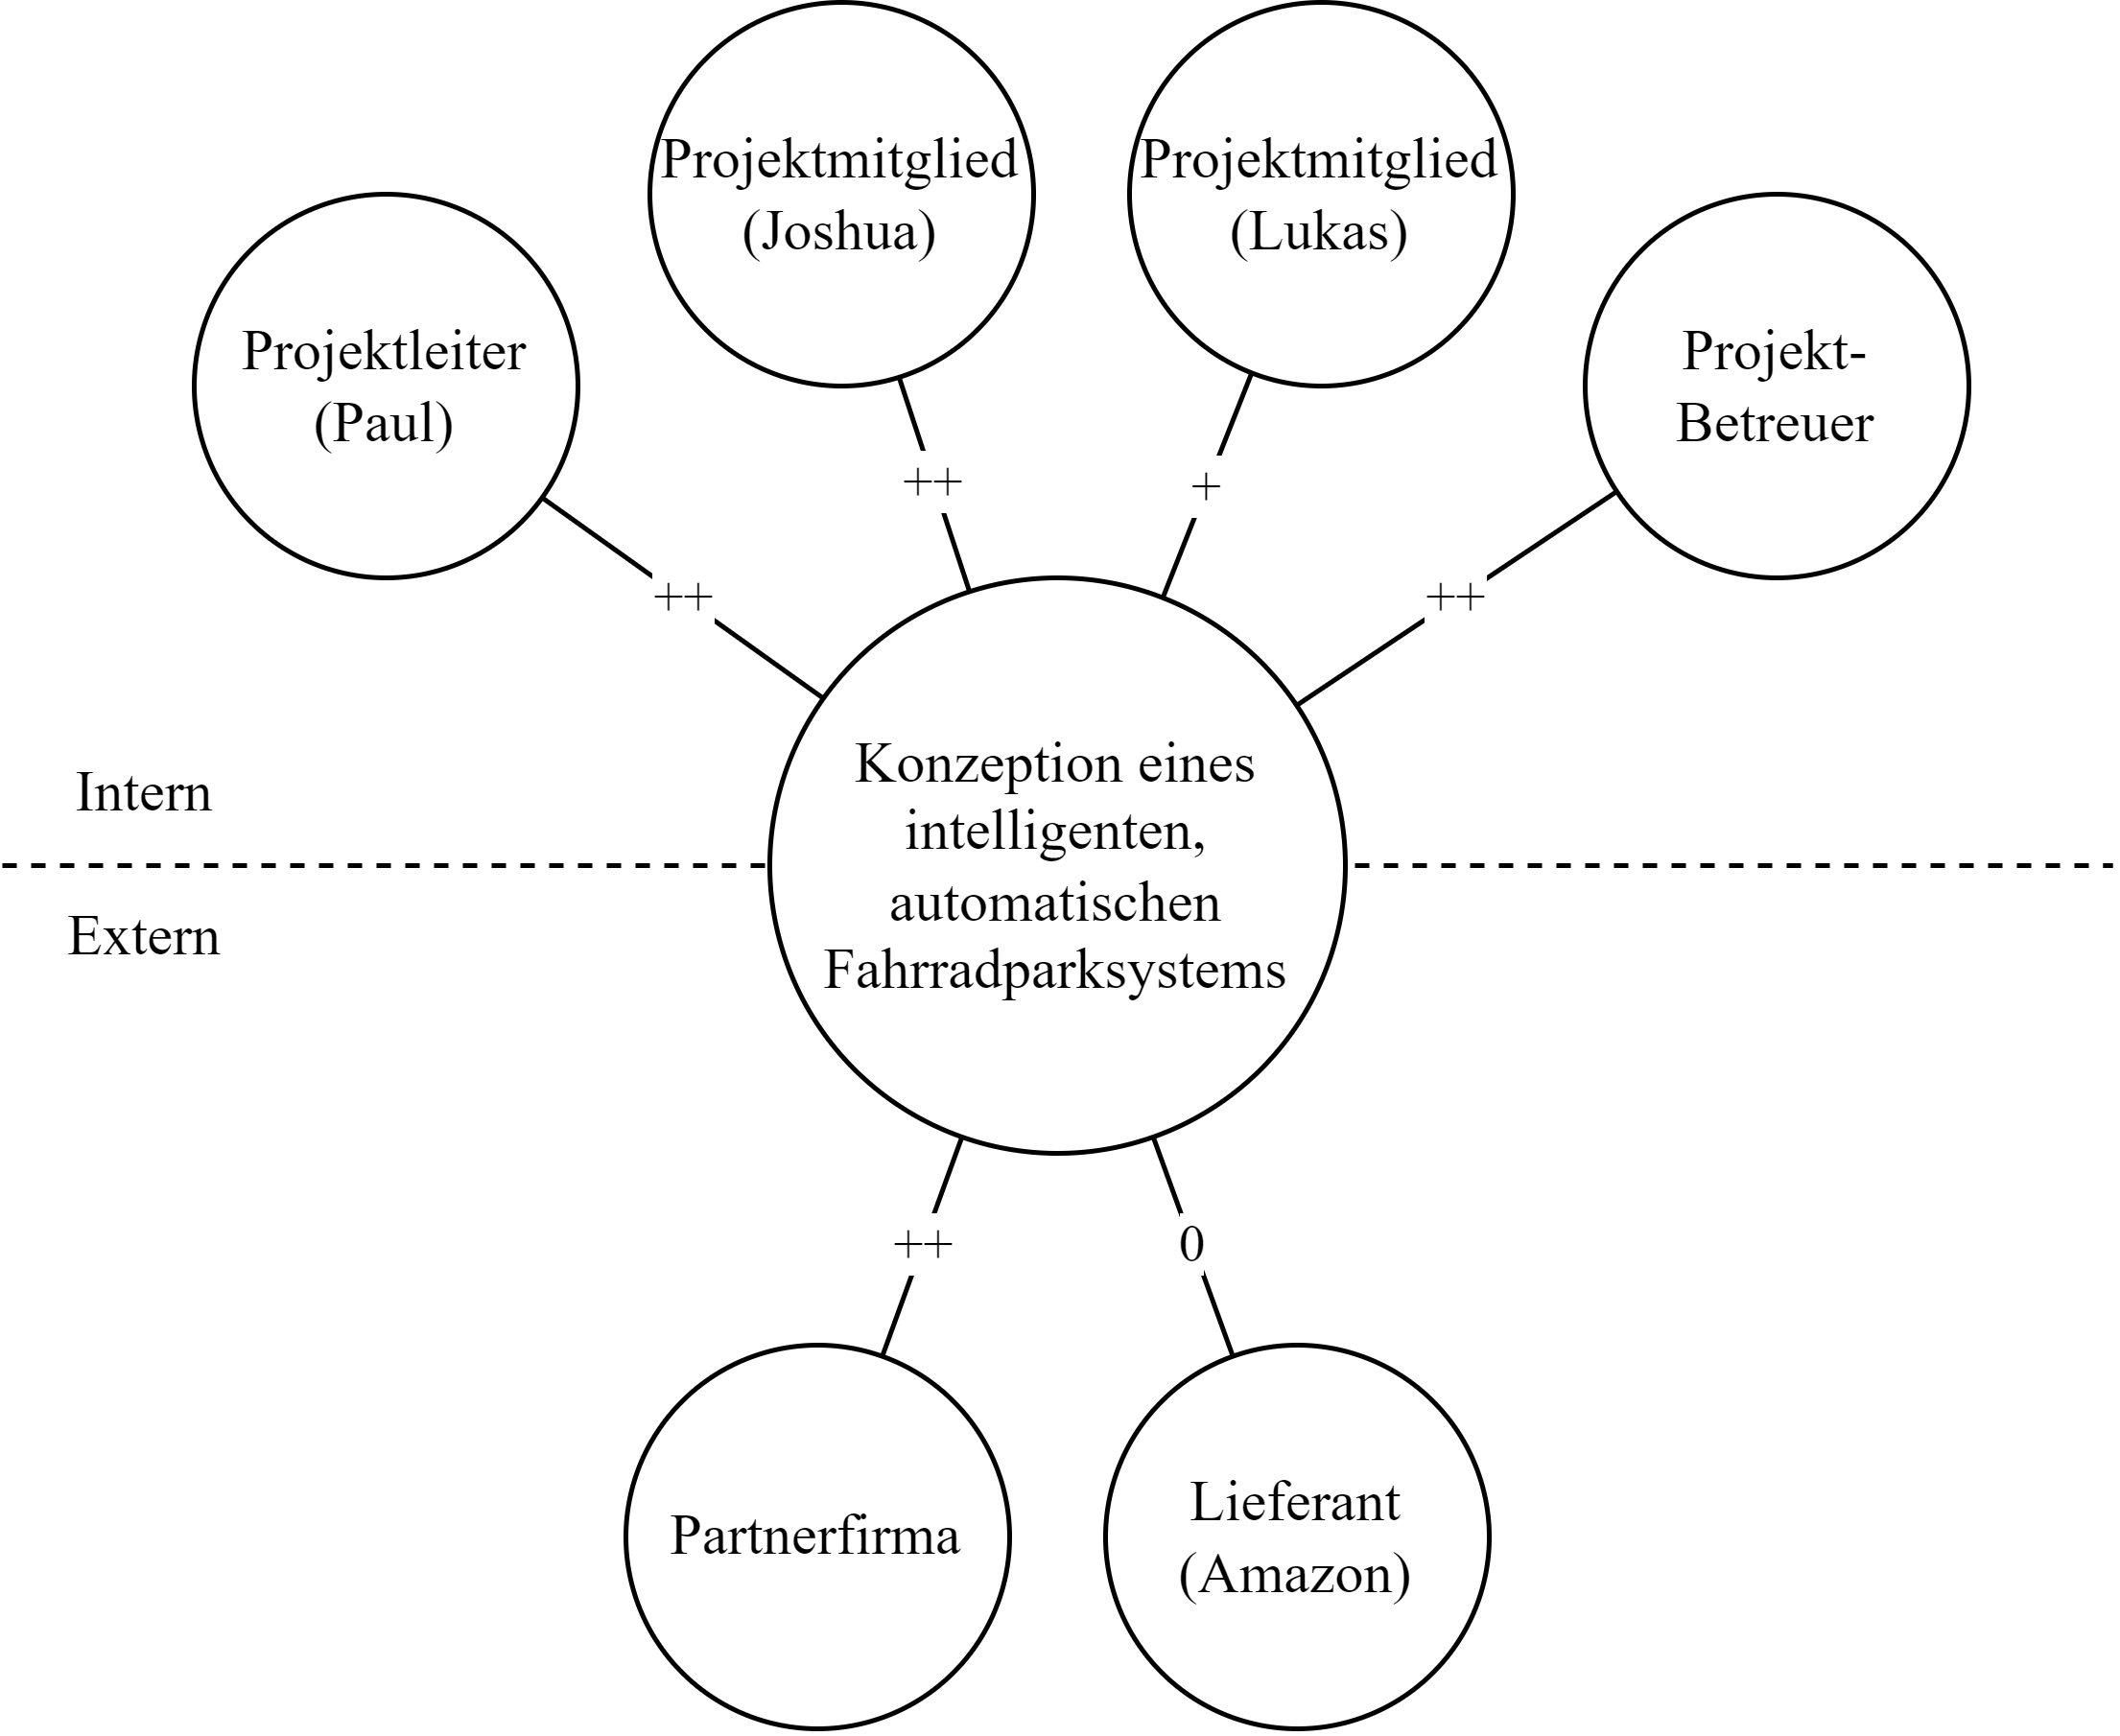 Projektmitglied
(Joshua)
Projektmitglied
(Lukas)
Projektleiter
(Paul)
Projekt-
Betreuer
++
+
++
++
Konzeption eines
intelligenten,
automatischen
Fahrradparksystems
Intern
Extern
++
0
Partnerfirma
Lieferant
(Amazon)